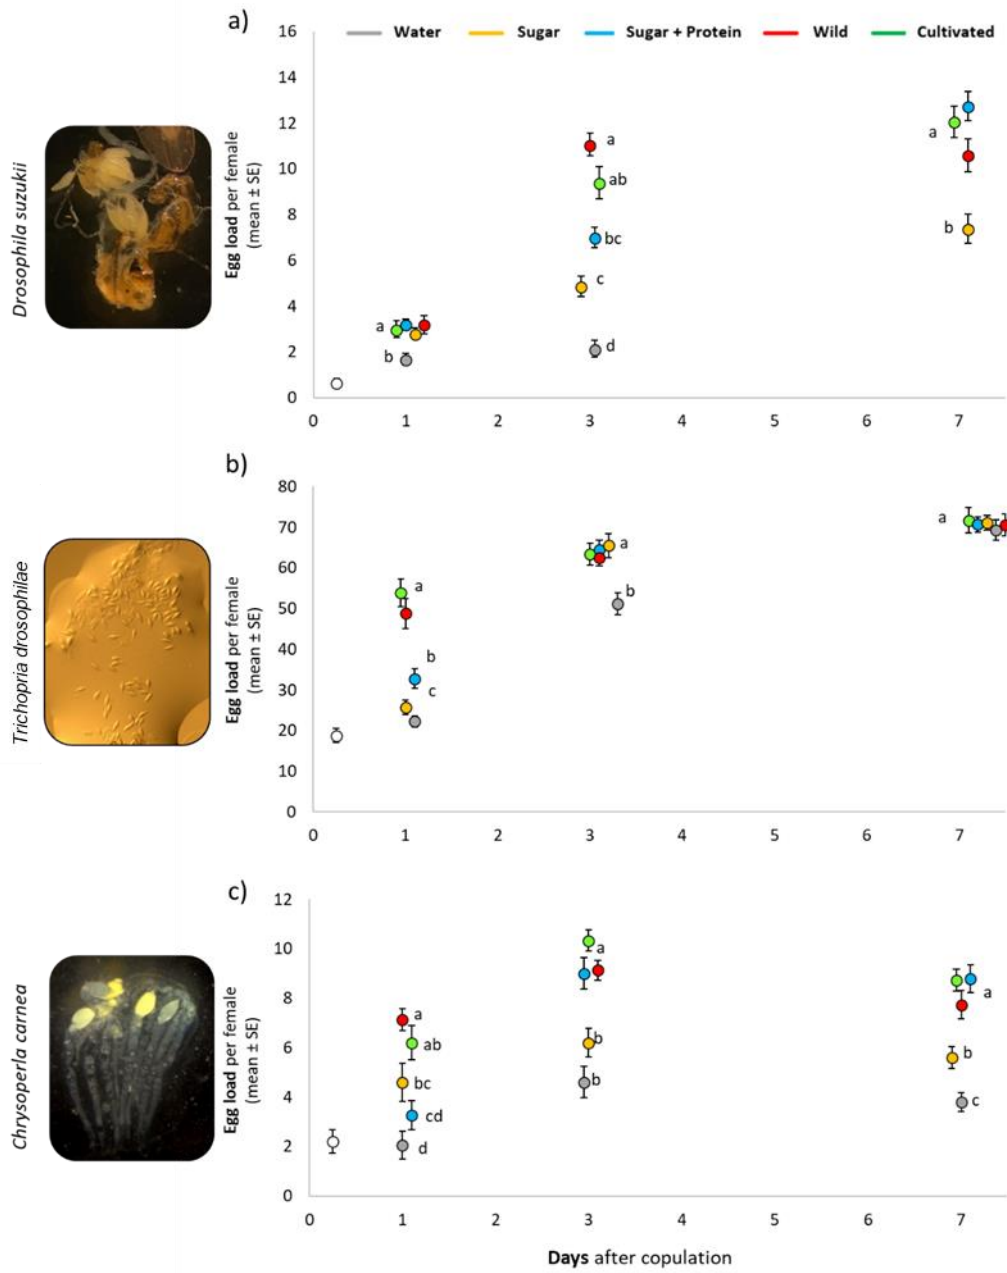 a)
Water Sugar Sugar + Protein Wild Cultivated
Drosophila suzukii
Egg load per female
(mean ± SE)
16
14
12
10
8
6
4
2
0
a
b
a
ab
bc
c
d
a
b
0 1 2 3 4 5 6 7
b)
Trichopria drosophilae
Egg load per female
(mean ± SE)
80
70
60
50
40
30
20
10
0
a
b
c
a
b
a
0 1 2 3 4 5 6 7
c)
Chrysoperla carnea
Egg load per female
(mean ± SE)
12
10
8
6
4
2
0
a
ab
bc
cd
d
a
b
b
a
b
c
0 1 2 3 4 5 6 7
Days after copulation